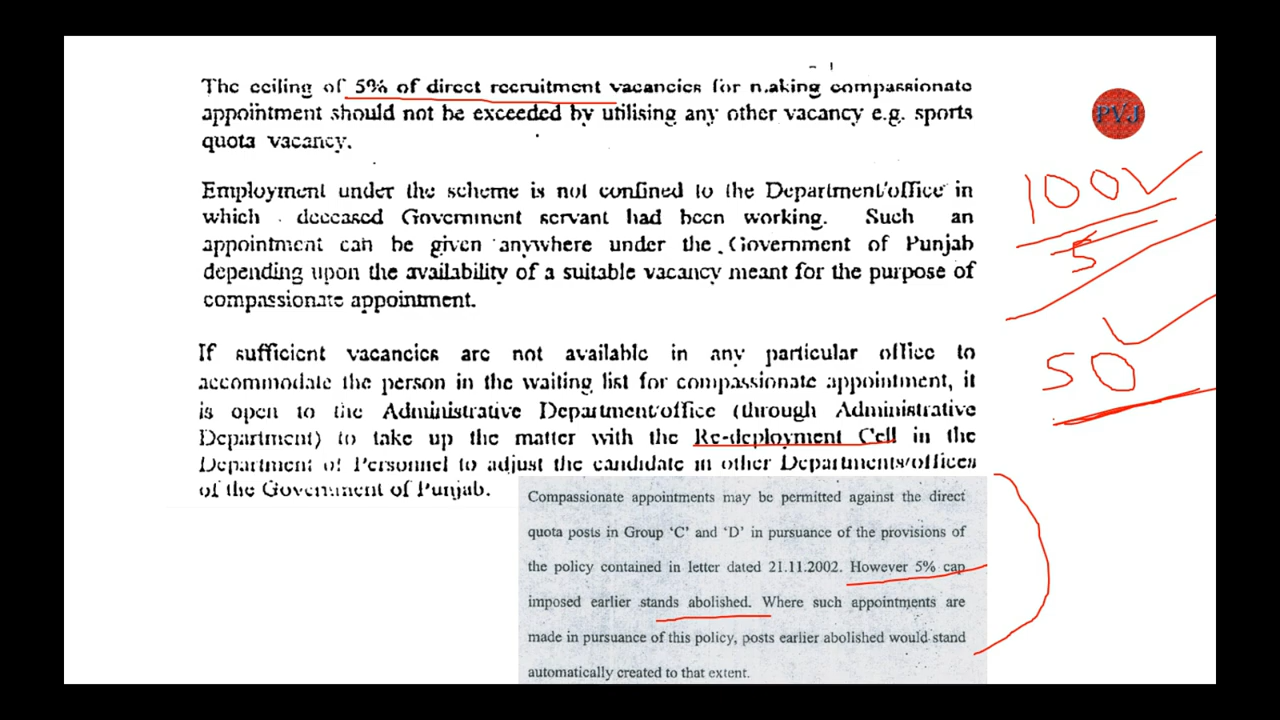 The ceiling of 5% of direct recruitment vacancies for making compassionate
appointment should not be exceeded by utilising any other vacancy e.g. sports
quota vacancy.
PVJ
Employment under the scheme is not confined to the Department/office in
which deceased Government servant had been working. Such an
appointment can be given anywhere under the Government of Punjab
depending upon the availability of a suitable vacancy meant for the purpose of
compassionate appointment.
100
5
If sufficient vacancies are not available in any particular office to
accommodate the person in the waiting list for compassionate appointment, it
is open to the Administrative Department/office (through Administrative
Department) to take up the matter with the Re-deployment Cell in the
Department of Personnel to adjust the candidate in other Departments/offices
of the Government of Punjab.
50
Compassionate appointments may be permitted against the direct
quota posts in Group ‘C’ and ‘D’ in pursuance of the provisions of
the policy contained in letter dated 21.11.2002. However 5% cap
imposed earlier stands abolished. Where such appointments are
made in pursuance of this policy, posts earlier abolished would stand
automatically created to that extent.